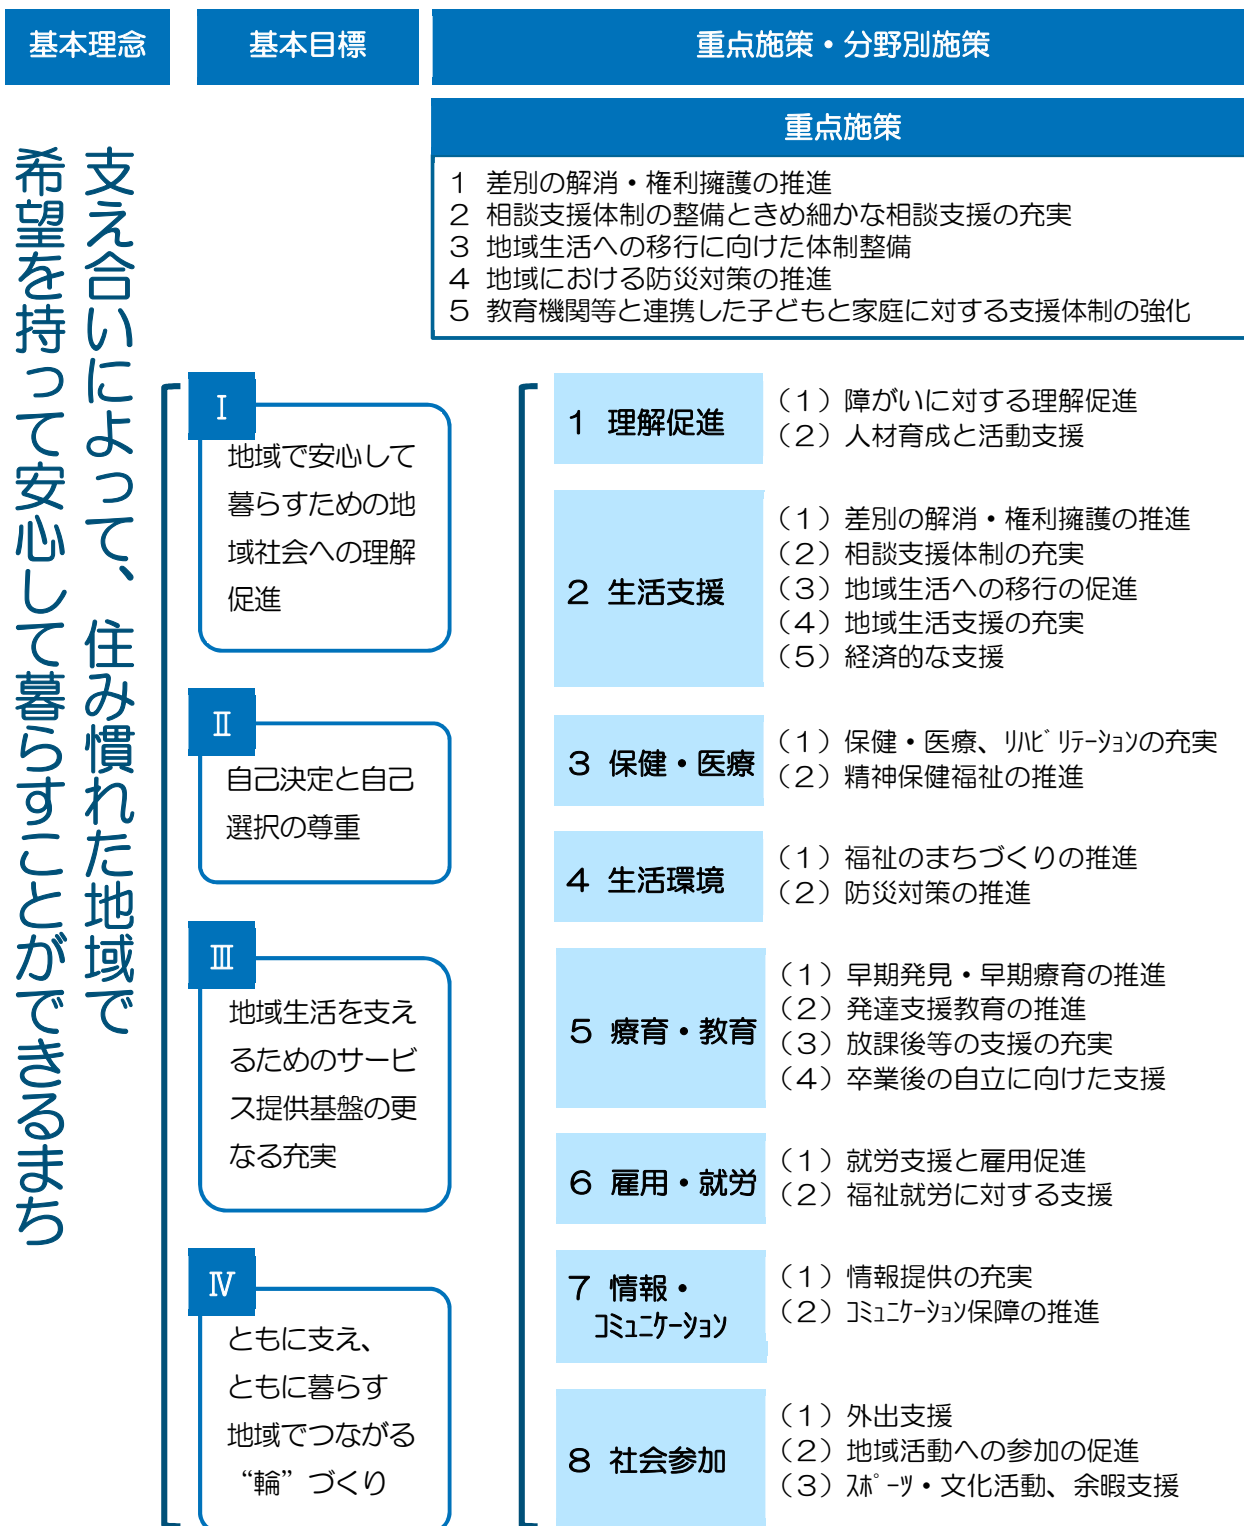 基本理念
基本目標
重点施策・分野別施策
支え合いによって、住み慣れた地域で
希望を持って安心して暮らすことができるまち
重点施策
1 差別の解消・権利擁護の推進
2 相談支援体制の整備ときめ細かな相談支援の充実
3 地域生活への移行に向けた体制整備
4 地域における防災対策の推進
5 教育機関等と連携した子どもと家庭に対する支援体制の強化
Ⅰ
地域で安心して
暮らすための地
域社会への理解
促進
Ⅱ
自己決定と自己
選択の尊重
Ⅲ
地域生活を支え
るためのサービ
ス提供基盤の更
なる充実
Ⅳ
ともに支え、
ともに暮らす
地域でつながる
“輪”づくり
1 理解促進
(1)障がいに対する理解促進
(2)人材育成と活動支援
2 生活支援
(1)差別の解消・権利擁護の推進
(2)相談支援体制の充実
(3)地域生活への移行の促進
(4)地域生活支援の充実
(5)経済的な支援
3 保健・医療
(1)保健・医療、ﾘﾊﾋﾞﾘﾃｰｼｮﾝの充実
(2)精神保健福祉の推進
4 生活環境
(1)福祉のまちづくりの推進
(2)防災対策の推進
5 療育・教育
(1)早期発見・早期療育の推進
(2)発達支援教育の推進
(3)放課後等の支援の充実
(4)卒業後の自立に向けた支援
6 雇用・就労
(1)就労支援と雇用促進
(2)福祉就労に対する支援
7 情報・
ｺﾐｭﾆｹｰｼｮﾝ
(1)情報提供の充実
(2)ｺﾐｭﾆｹｰｼｮﾝ保障の推進
8 社会参加
(1)外出支援
(2)地域活動への参加の促進
(3)ｽﾎﾟｰﾂ・文化活動、余暇支援